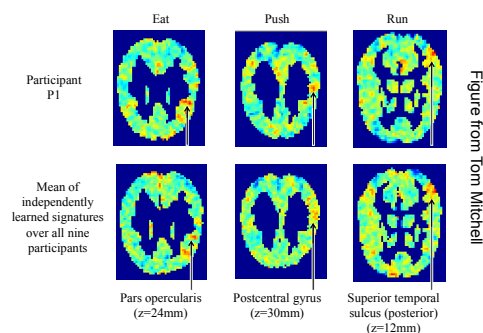 Eat Push Run
Participant
P1
Mean of
independently
learned signatures
over all nine
participants
Pars opercularis
(z=24mm)
Postcentral gyrus
(z=30mm)
Superior temporal
sulcus (posterior)
(z=12mm)
Figure from Tom Mitchell